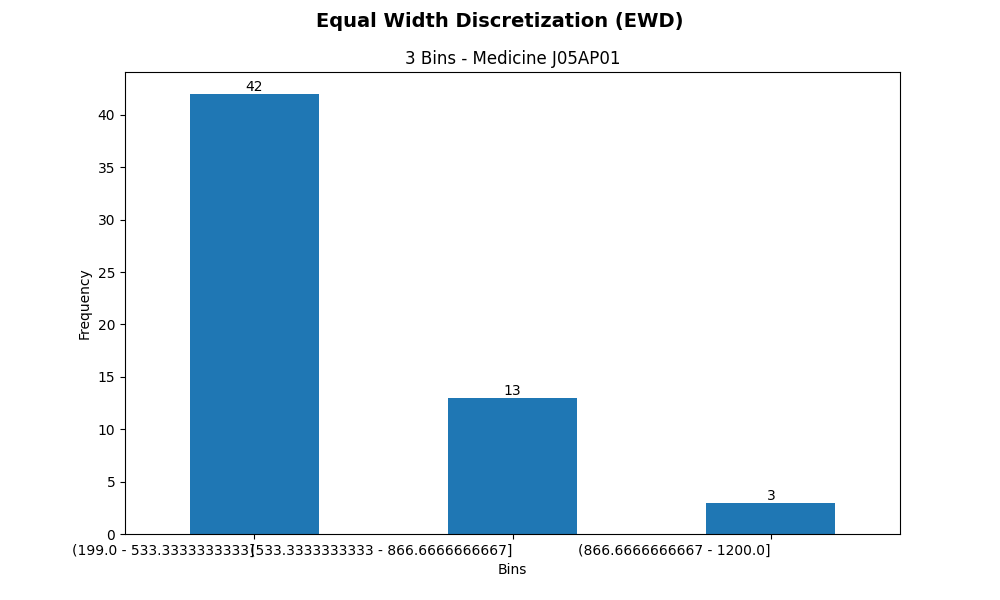 Equal Width Discretization (EWD)
3 Bins - Medicine J05AP01
42
40
35
30
25
20
15
10
5
0
Frequency
13
3
(199.0 - 533.3333333333]
(533.3333333333 - 866.6666666667]
(866.6666666667 - 1200.0]
Bins